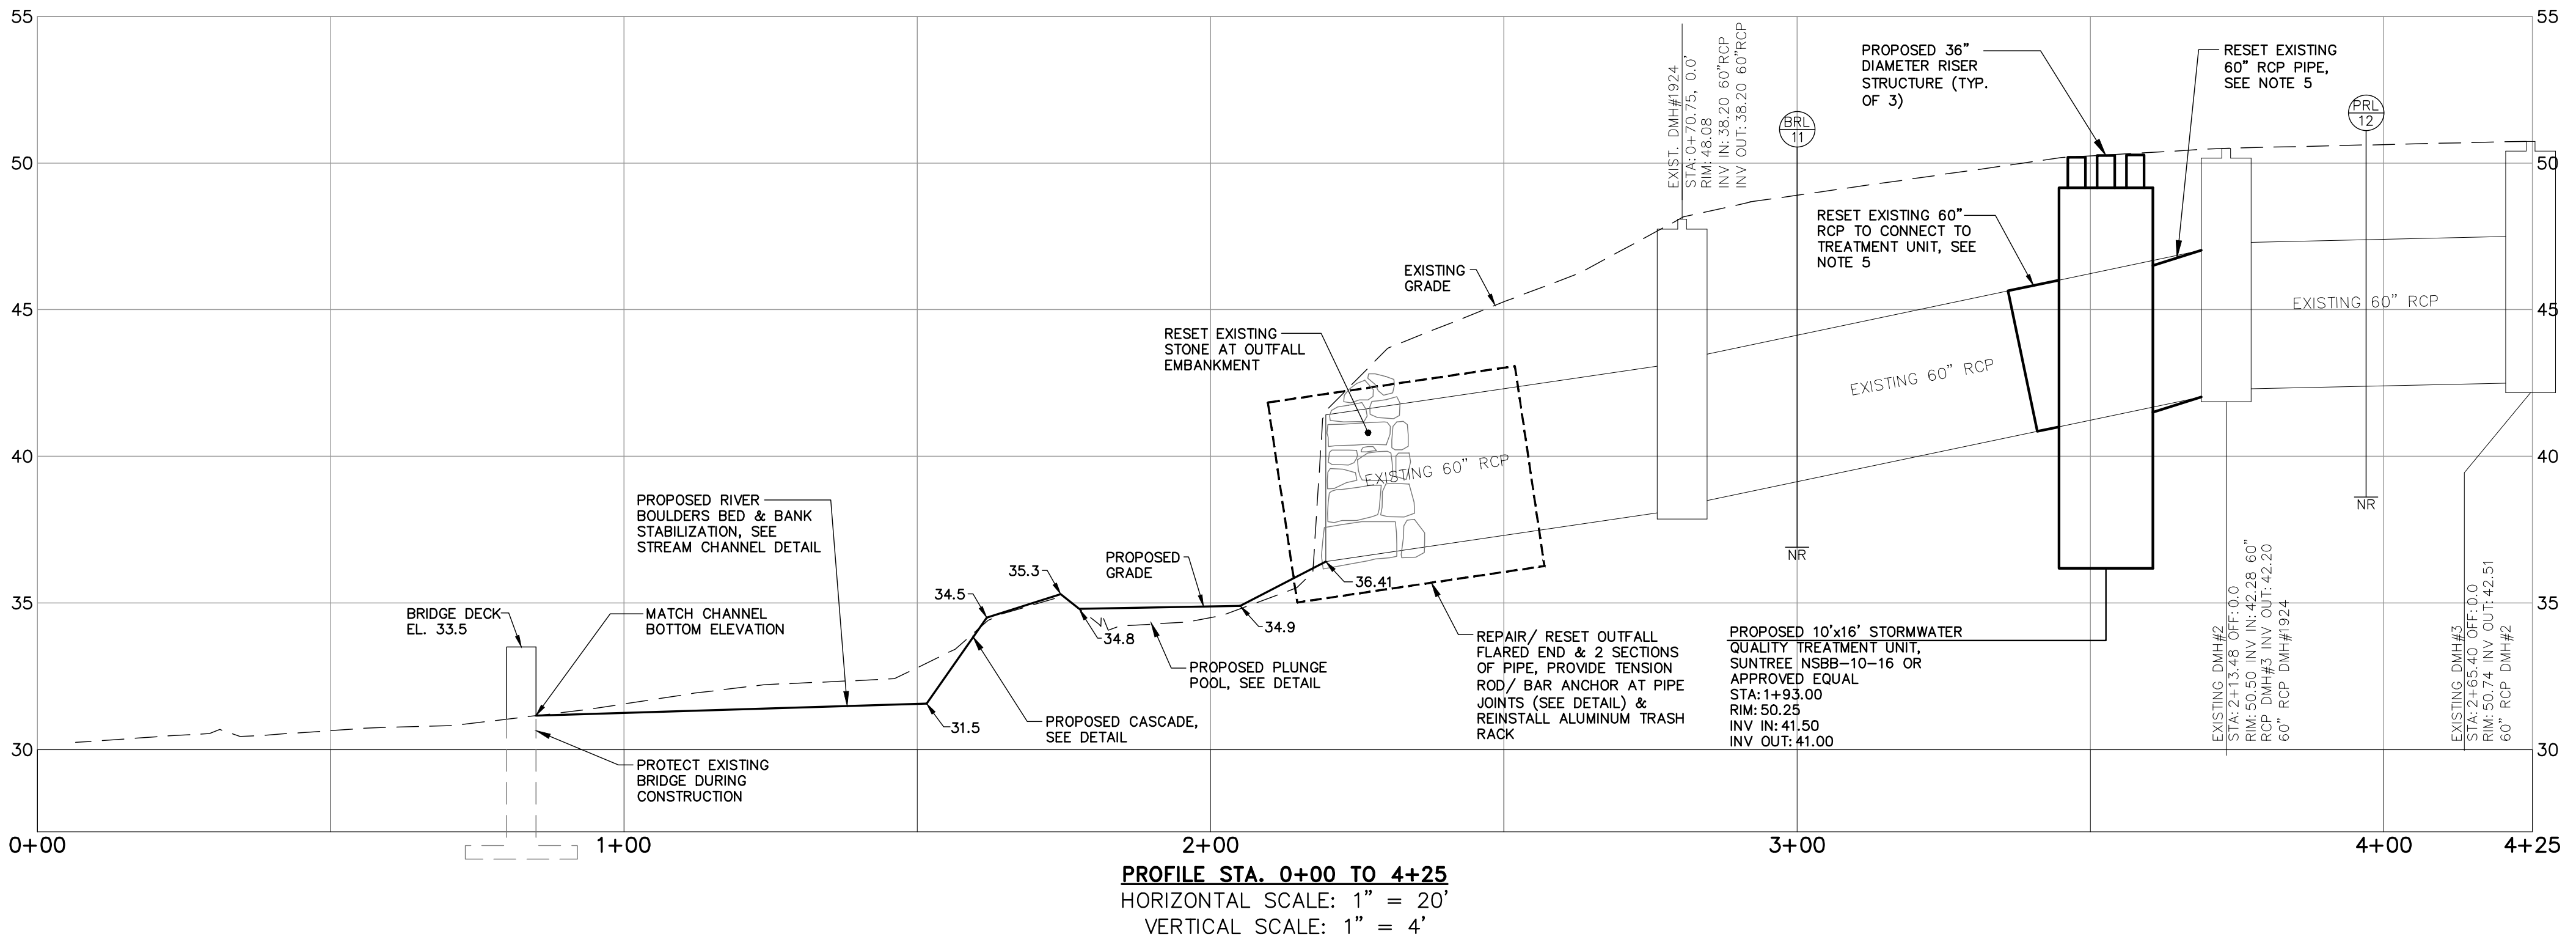 55
55
50
50
45
45
40
40
35
35
30
30
EXIST. DMH#1924
STA: 0+70.75, 0.0'
RIM: 48.08
INV IN: 38.20 60"RCP
INV OUT: 38.20 60"RCP
BRL
11
NR
PROPOSED 36"
DIAMETER RISER
STRUCTURE (TYP.
OF 3)
RESET EXISTING
60" RCP PIPE,
SEE NOTE 5
PRL
12
NR
RESET EXISTING 60"
RCP TO CONNECT TO
TREATMENT UNIT, SEE
NOTE 5
EXISTING
GRADE
EXISTING 60" RCP
RESET EXISTING
STONE AT OUTFALL
EMBANKMENT
EXISTING 60" RCP
EXISTING 60" RCP
PROPOSED RIVER
BOULDERS BED & BANK
STABILIZATION, SEE
STREAM CHANNEL DETAIL
PROPOSED
GRADE
35.3
34.5
36.41
34.8
34.9
31.5
BRIDGE DECK
EL. 33.5
MATCH CHANNEL
BOTTOM ELEVATION
PROPOSED PLUNGE
POOL, SEE DETAIL
REPAIR/ RESET OUTFALL
FLARED END & 2 SECTIONS
OF PIPE, PROVIDE TENSION
ROD/ BAR ANCHOR AT PIPE
JOINTS (SEE DETAIL) &
REINSTALL ALUMINUM TRASH
RACK
PROPOSED 10'x16' STORMWATER
QUALITY TREATMENT UNIT,
SUNTREE NSBB-10-16 OR
APPROVED EQUAL
STA: 1+93.00
RIM: 50.25
INV IN: 41.50
INV OUT: 41.00
EXISTING DMH#2
STA: 2+13.48 OFF: 0.0
RIM: 50.50 INV IN: 42.28 60"
RCP DMH#3 INV OUT: 42.20
60" RCP DMH#1924
EXISTING DMH#3
STA: 2+65.40 OFF: 0.0
RIM: 50.74 INV OUT: 42.51
60" RCP DMH#2
PROPOSED CASCADE,
SEE DETAIL
PROTECT EXISTING
BRIDGE DURING
CONSTRUCTION
0+00
1+00
2+00
3+00
4+00
4+25
PROFILE STA. 0+00 TO 4+25
HORIZONTAL SCALE: 1" = 20'
VERTICAL SCALE: 1" = 4'